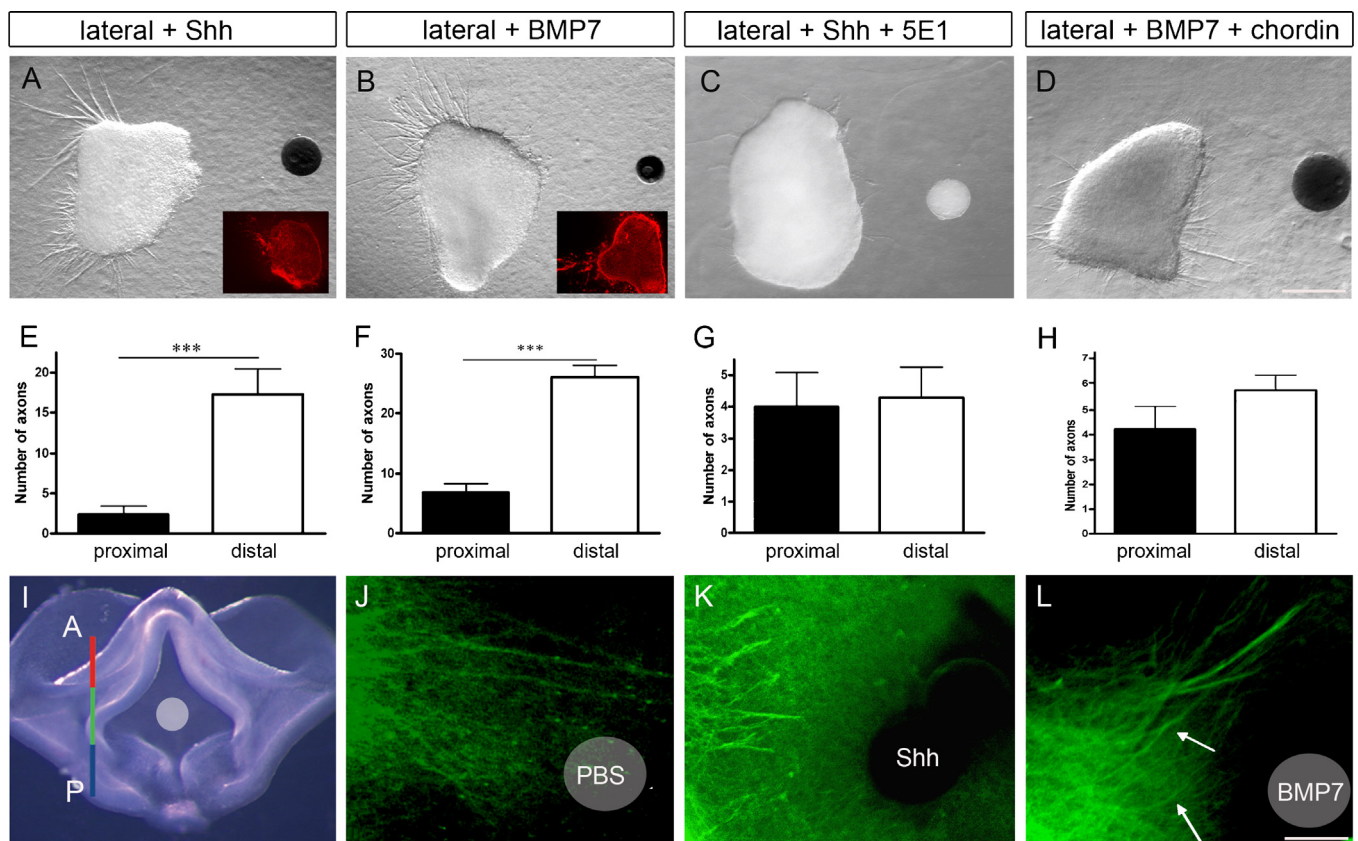 lateral + Shh
lateral + BMP7
lateral + Shh + 5E1
lateral + BMP7 + chordin
A
B
C
D
E
***
Number of axons
20
15
10
5
0
proximal
distal
F
***
Number of axons
30
20
10
0
proximal
distal
G
Number of axons
5
4
3
2
1
0
proximal
distal
H
Number of axons
7
6
5
4
3
2
1
0
proximal
distal
I
A
P
J
PBS
K
Shh
L
BMP7